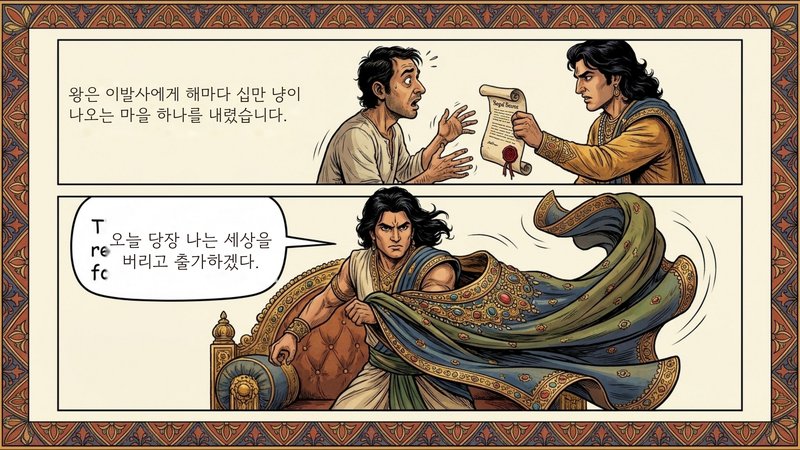 왕은 이발사에게 해마다 십만 냥이
나오는 마을 하나를 내렸습니다.
T
오늘 당장 나는 세상을
re
버리고 출가하겠다.
fo